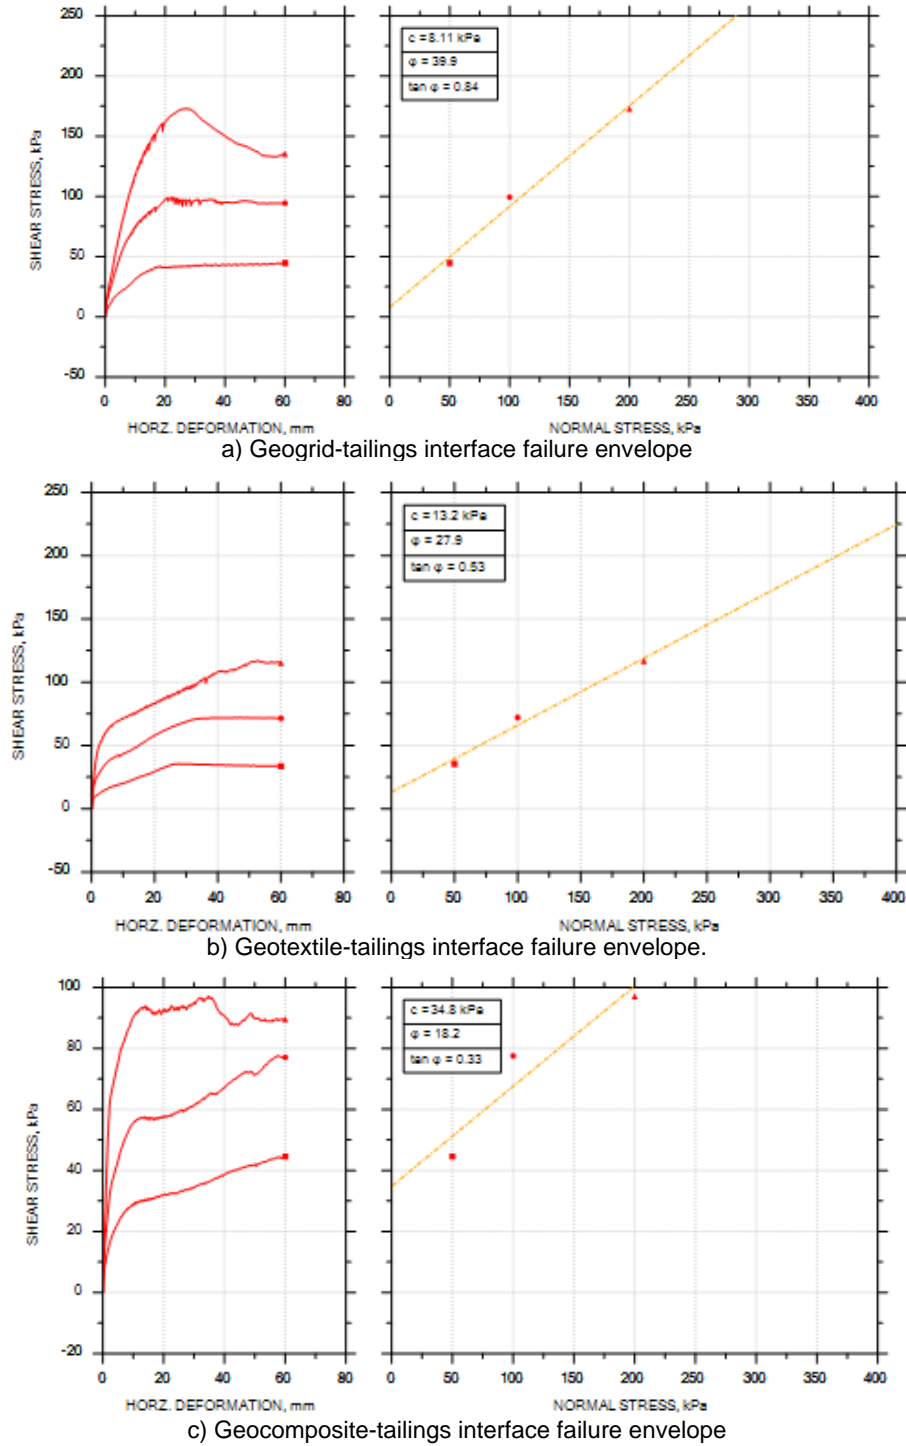 250
200
150
100
50
0
-50
SHEAR STRESS, kPa
0 20 40 60 80
HORZ. DEFORMATION, mm
c =8.11 kPa
φ = 39.9
tan φ = 0.84
0 50 100 150 200 250 300 350 400
NORMAL STRESS, kPa
a) Geogrid-tailings interface failure envelope
250
200
150
100
50
0
-50
SHEAR STRESS, kPa
0 20 40 60 80
HORZ. DEFORMATION, mm
c =13.2 kPa
φ = 27.9
tan φ = 0.53
0 50 100 150 200 250 300 350 400
NORMAL STRESS, kPa
b) Geotextile-tailings interface failure envelope.
100
80
60
40
20
0
-20
SHEAR STRESS, kPa
0 20 40 60 80
HORZ. DEFORMATION, mm
c =34.8 kPa
φ = 18.2
tan φ = 0.33
0 50 100 150 200 250 300 350 400
NORMAL STRESS, kPa
c) Geocomposite-tailings interface failure envelope